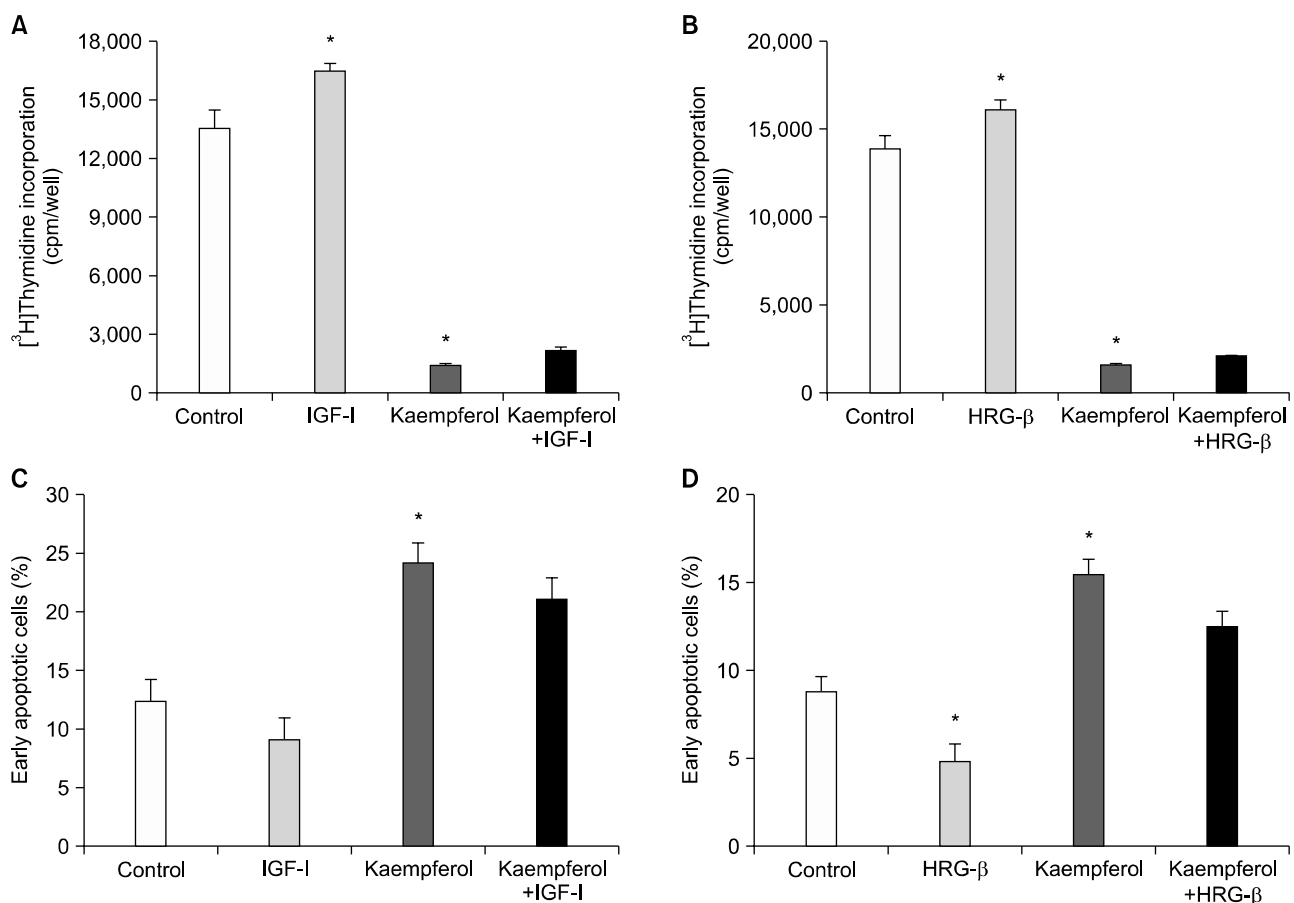 A
[³H]Thymidine incorporation
(cpm/well)
18,000
15,000
12,000
9,000
6,000
3,000
0
*
*
Control
IGF-I
Kaempferol
Kaempferol
+IGF-I
B
[³H]Thymidine incorporation
(cpm/well)
20,000
15,000
10,000
5,000
0
*
*
Control
HRG-β
Kaempferol
Kaempferol
+HRG-β
C
Early apoptotic cells (%)
30
25
20
15
10
5
0
*
Control
IGF-I
Kaempferol
Kaempferol
+IGF-I
D
Early apoptotic cells (%)
20
15
10
5
0
*
*
Control
HRG-β
Kaempferol
Kaempferol
+HRG-β